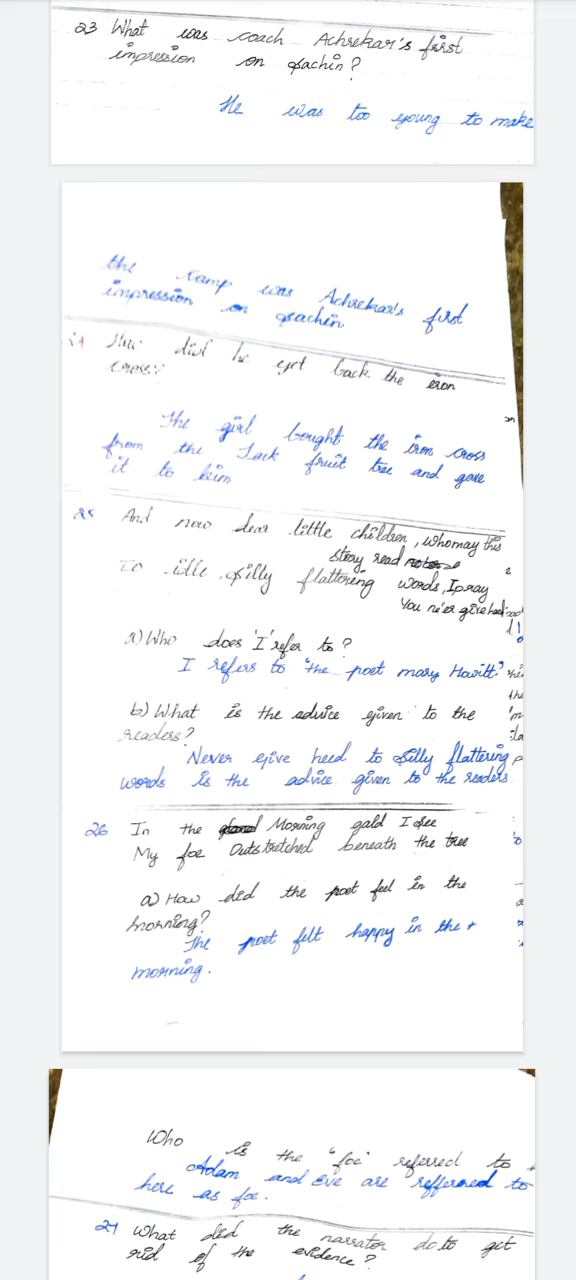 23 What was coach Achrekar's first
impression on sachin?
He was too young to make
the camp was Achrekar's first
impression on sachin
How did he get back the iron
cross?
The girl bought the iron cross
from the Jack fruit tree and gave
it to him
25 And now dear little children, who may this
story read
To idle, silly flattering words, I pray
You ne'er give heed
a) Who does 'I' refer to?
I refers to "the poet mary Howitt."
b) What is the advice given to the
readers?
Never give heed to silly flattering
words is the advice given to the readers
26 In the Morning gald I see
My foe Outstretched beneath the tree
a) How did the poet feel in the
morning?
The poet felt happy in the
morning.
Who is the "foe" referred to
Adam and Eve are reffered to
here as foe.
27 What did the narrator do to get
rid of the evidence?